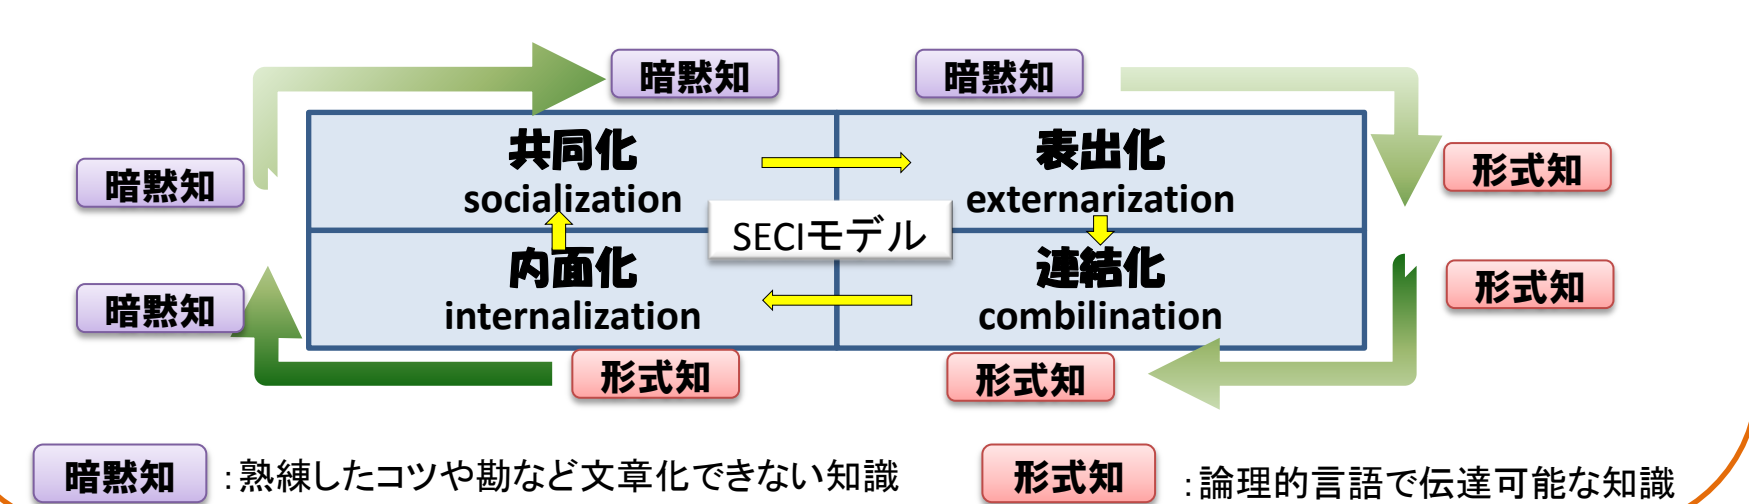 暗黙知
暗黙知
共同化
socialization
表出化
externarization
暗黙知
形式知
SECIモデル
内面化
internalization
連結化
combilination
暗黙知
形式知
形式知
形式知
暗黙知 :熟練したコツや勘など文章化できない知識
形式知 :論理的言語で伝達可能な知識